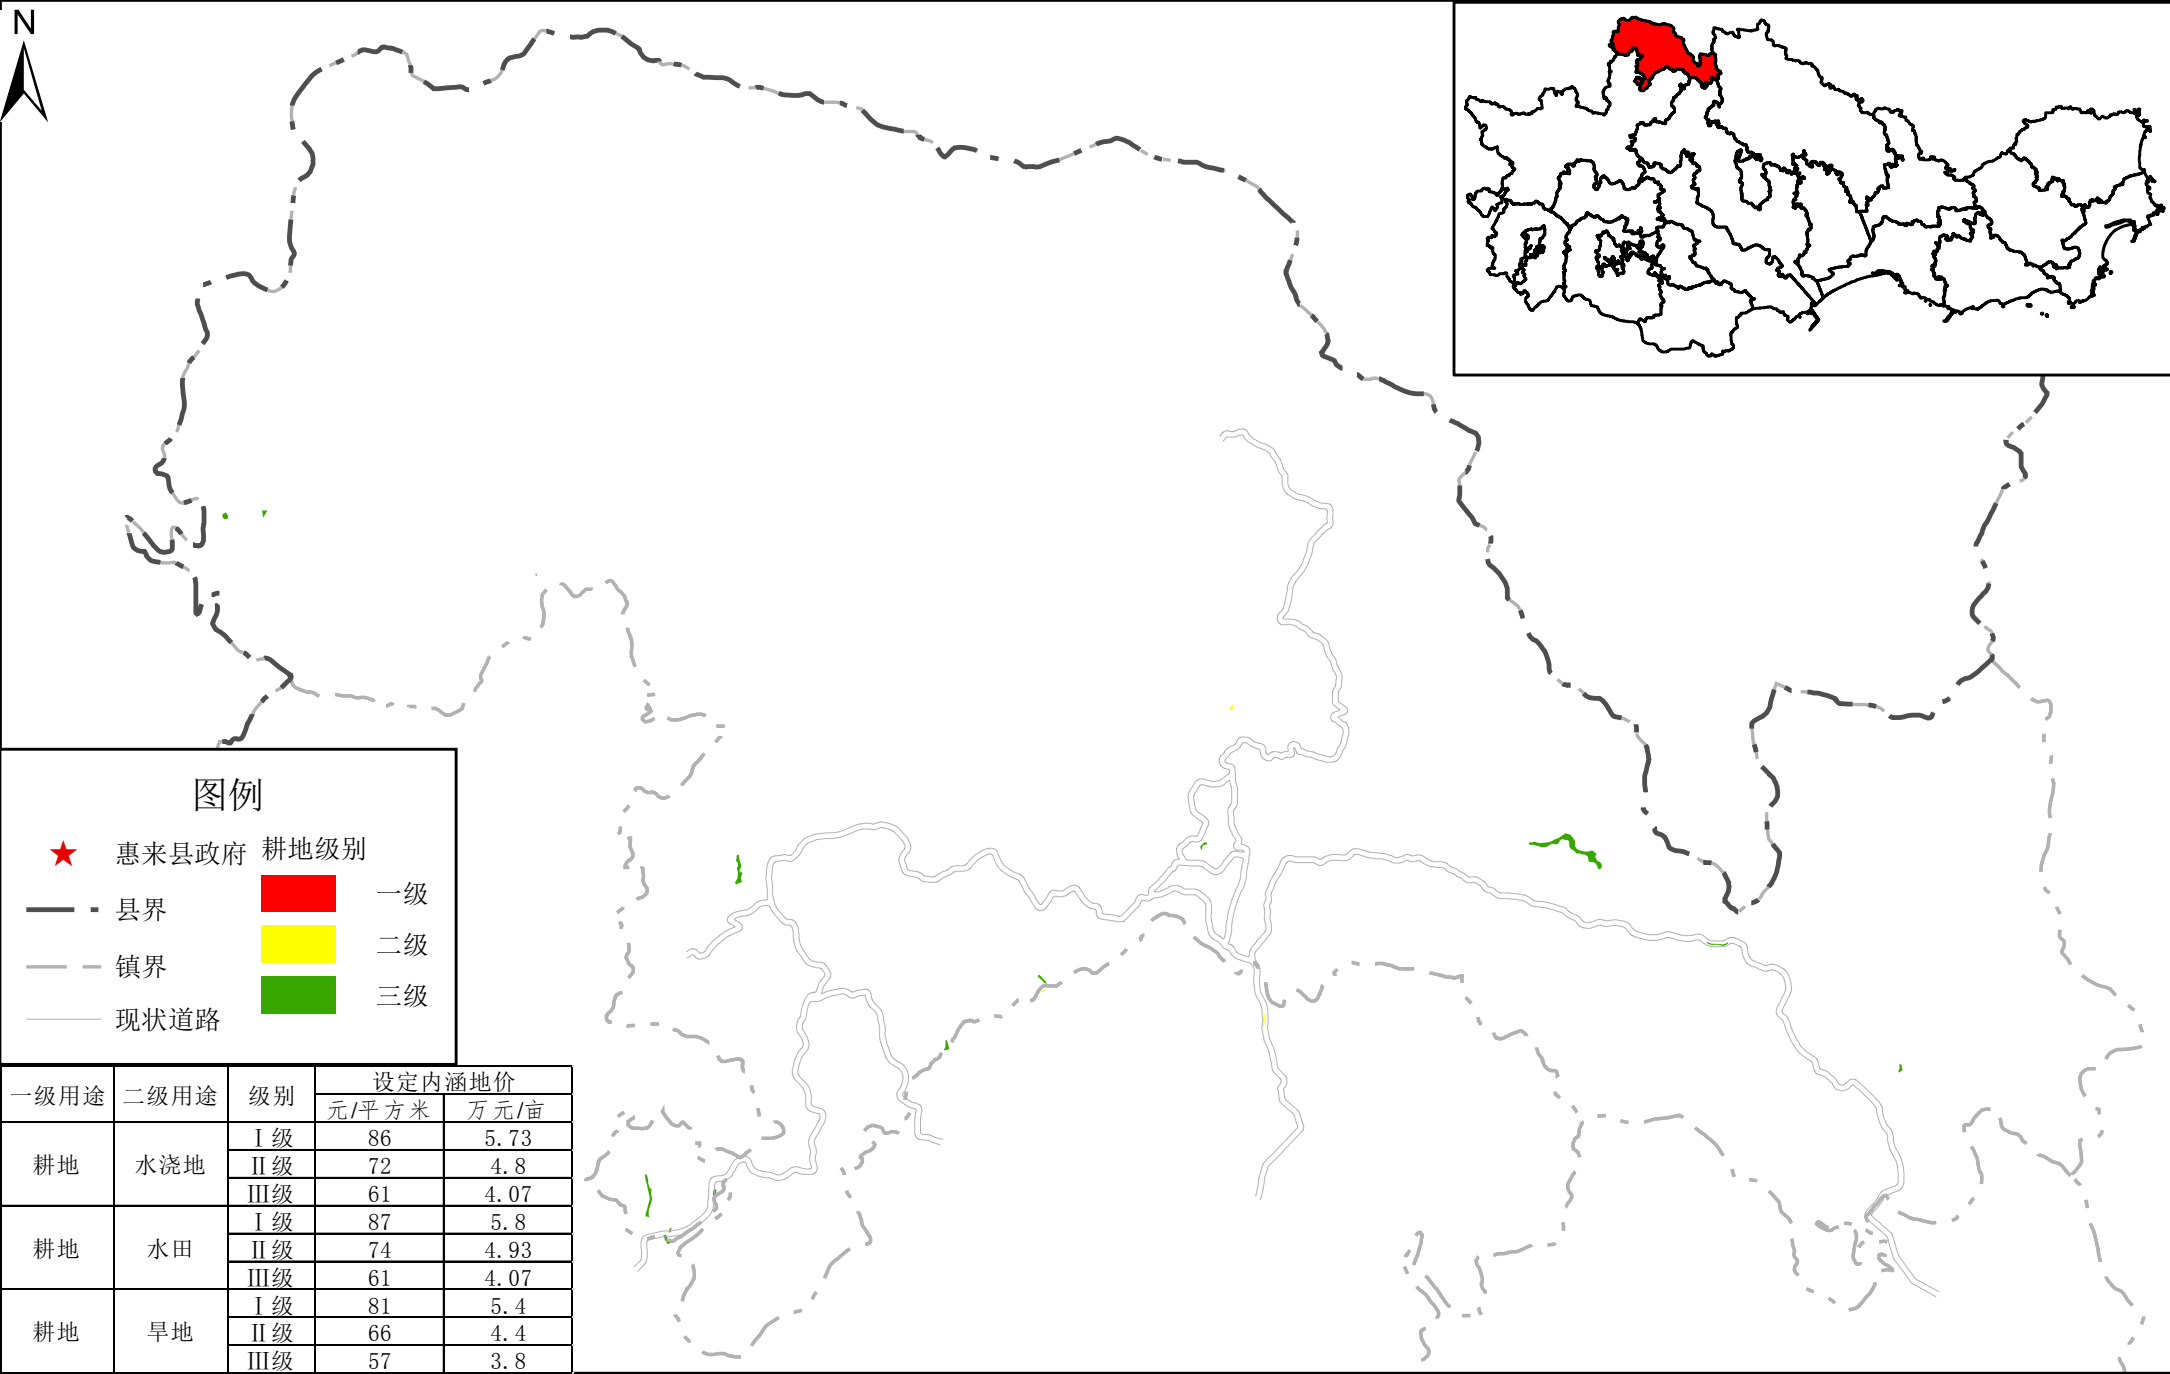 N
图例
惠来县政府
县界
镇界
现状道路
耕地级别
一级
二级
三级
一级用途 二级用途 级别 设定内涵地价
元/平方米 万元/亩
耕地 水浇地 Ⅰ级 86 5.73
Ⅱ级 72 4.8
Ⅲ级 61 4.07
耕地 水田 Ⅰ级 87 5.8
Ⅱ级 74 4.93
Ⅲ级 61 4.07
耕地 旱地 Ⅰ级 81 5.4
Ⅱ级 66 4.4
Ⅲ级 57 3.8